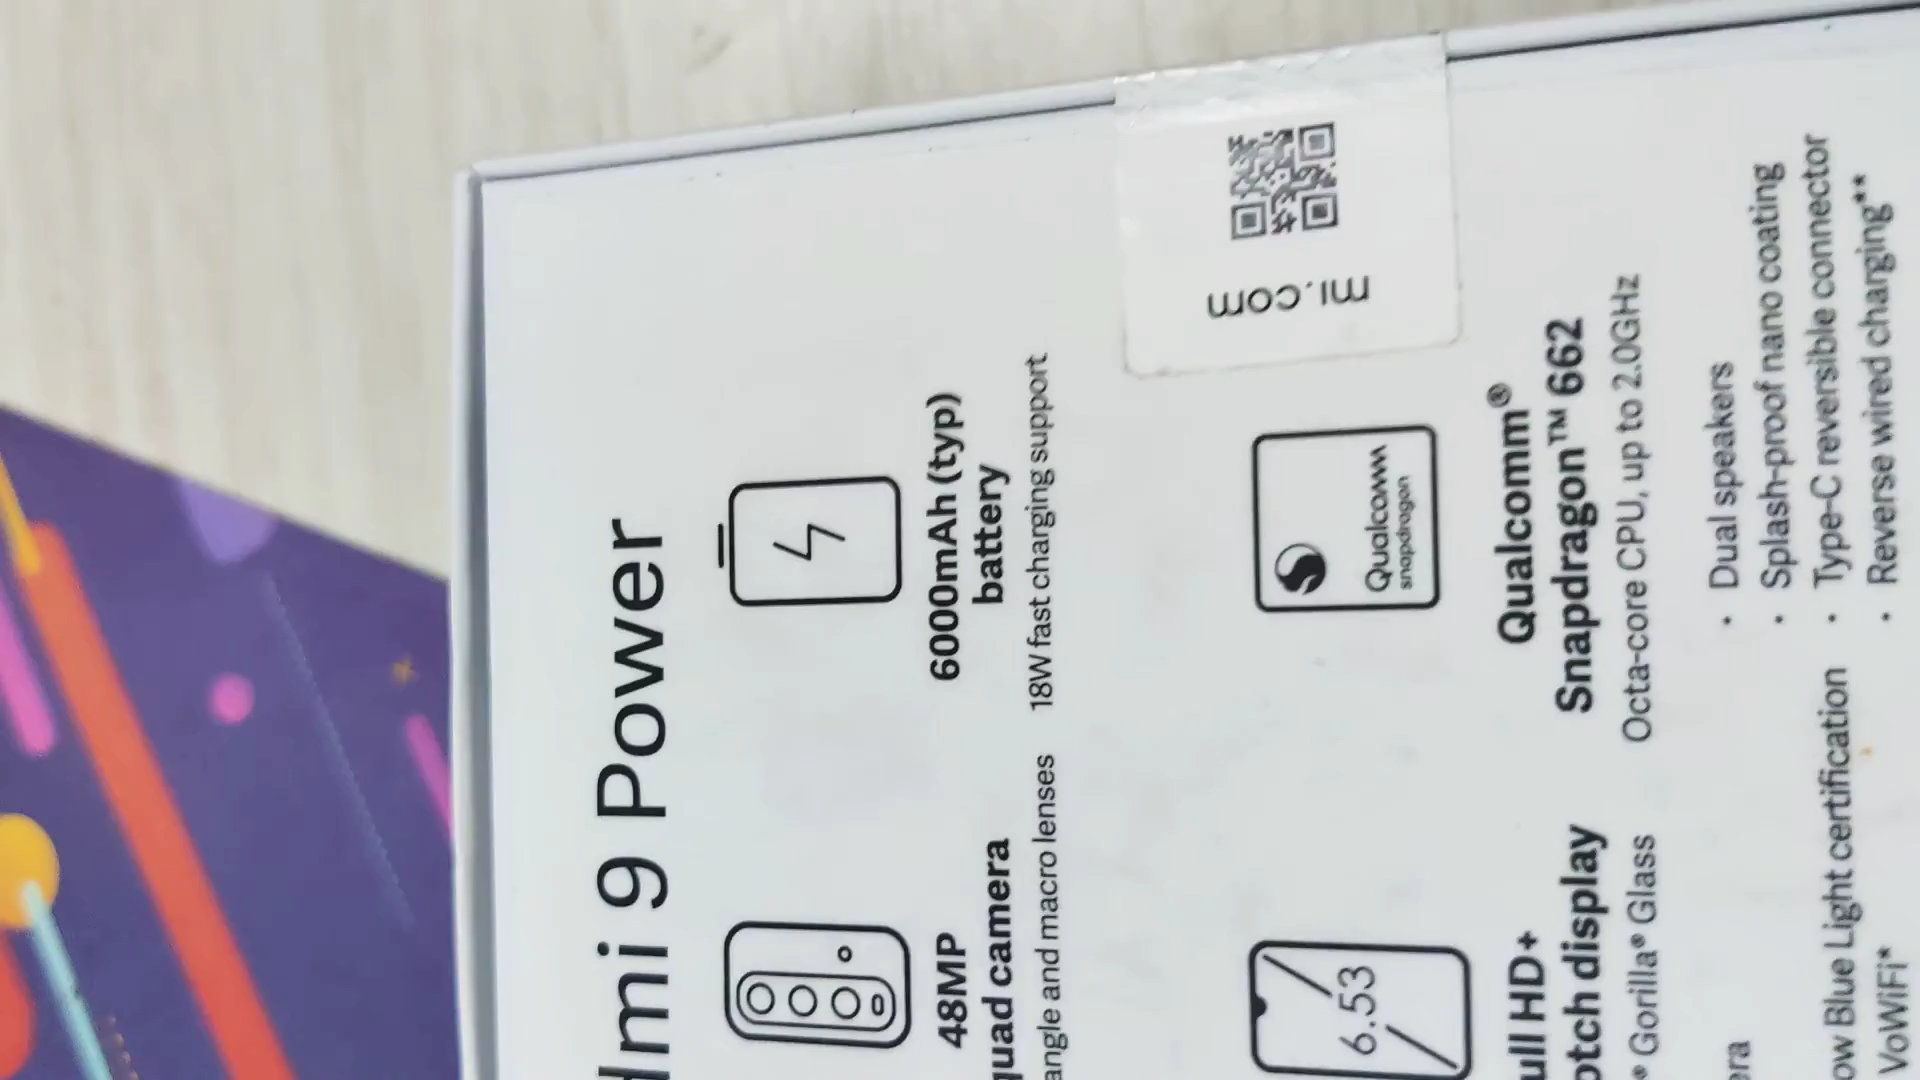 dmi 9 Power
48MP
quad camera
angle and macro lenses
6000mAh (typ)
battery
18W fast charging support
6.53
ull HD+
otch display
® Gorilla® Glass
Qualcomm
snapdragon
Qualcomm®
Snapdragon™ 662
Octa-core CPU, up to 2.0GHz
mi.com
era
ow Blue Light certification
VoWiFi*
• Dual speakers
• Splash-proof nano coating
• Type-C reversible connector
• Reverse wired charging**